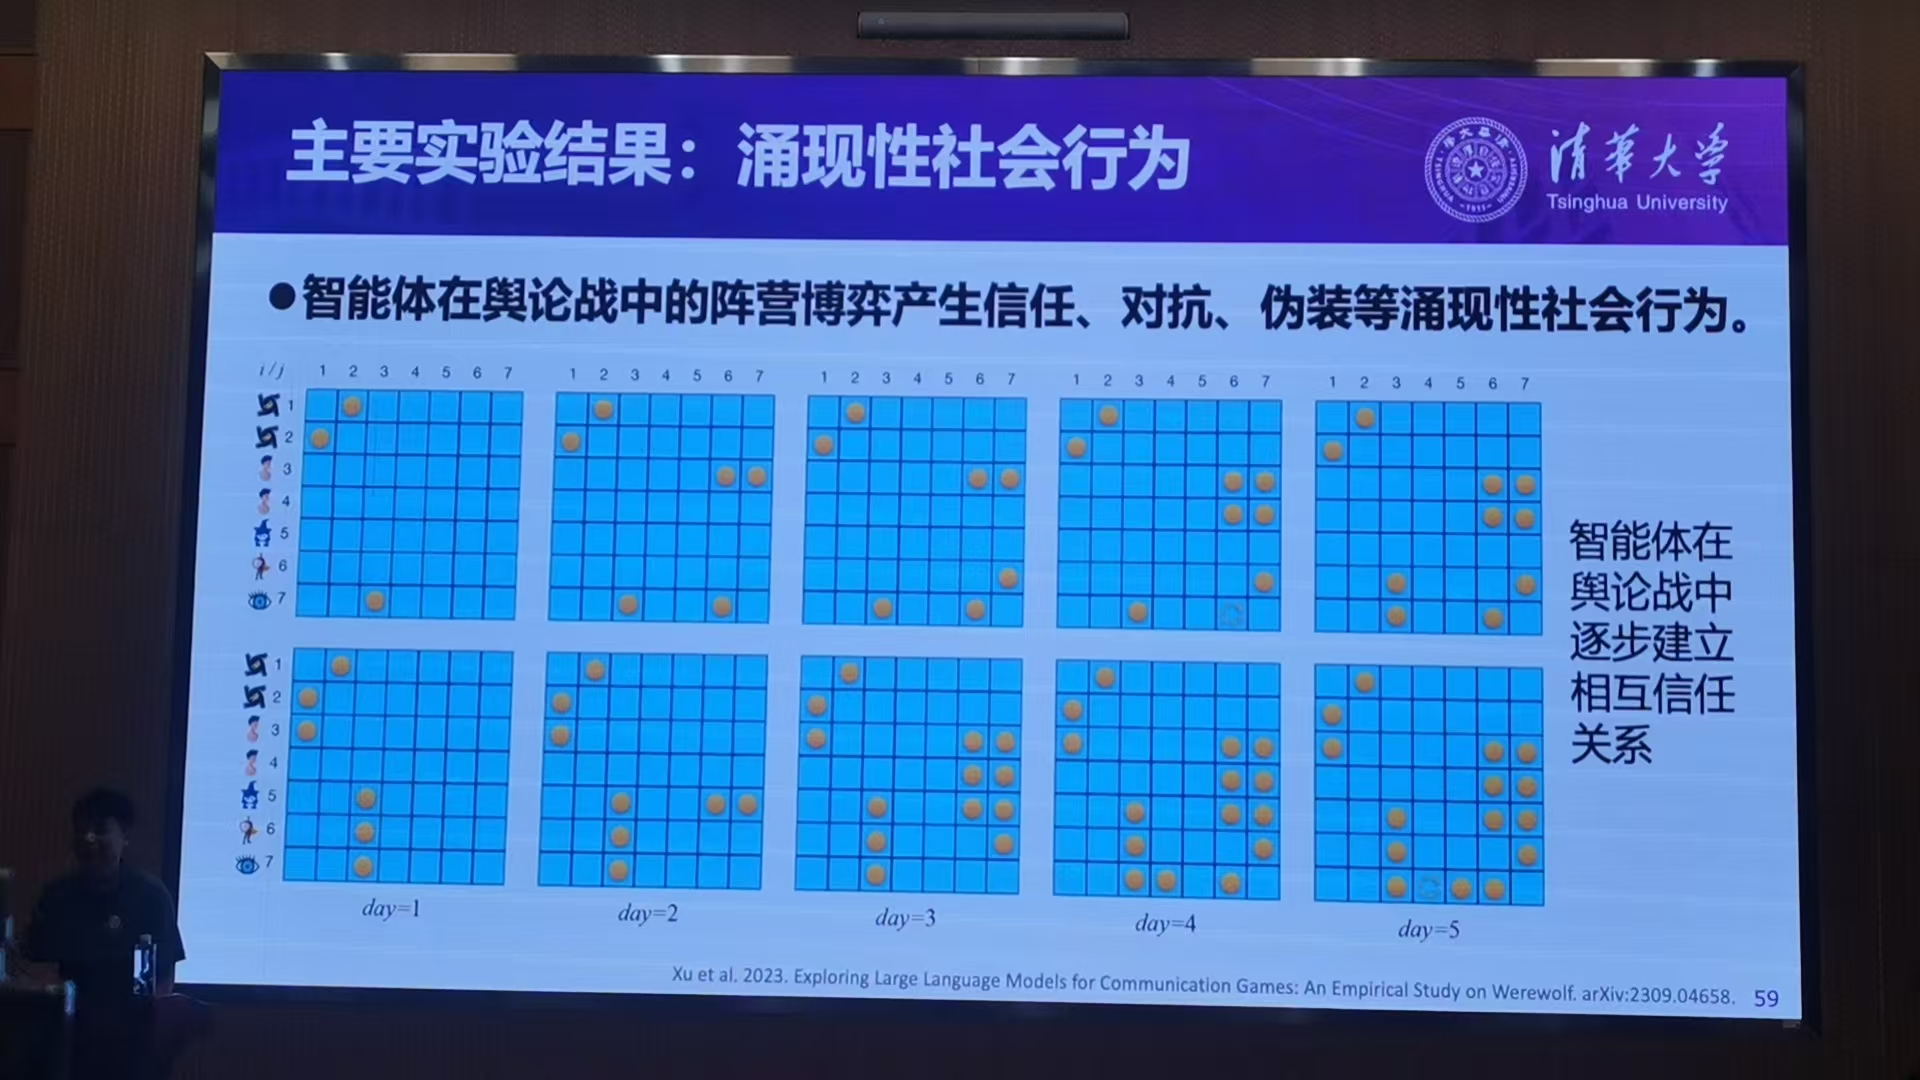 主要实验结果：涌现性社会行为
清華大学
Tsinghua University
●智能体在舆论战中的阵营博弈产生信任、对抗、伪装等涌现性社会行为。
i/j 1 2 3 4 5 6 7
1 2 3 4 5 6 7
1 2 3 4 5 6 7
1 2 3 4 5 6 7
1 2 3 4 5 6 7
1
2
3
4
5
6
7
智能体在
舆论战中
逐步建立
相互信任
关系
1
2
3
4
5
6
7
day=1
day=2
day=3
day=4
day=5
Xu et al. 2023. Exploring Large Language Models for Communication Games: An Empirical Study on Werewolf. arXiv:2309.04658.
59